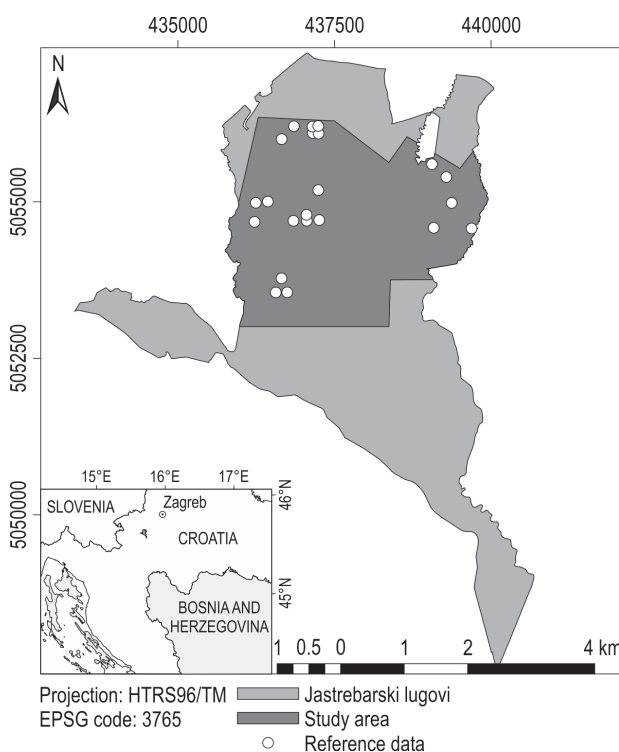 435000 437500 440000
N
5055000
5052500
5050000
15°E 16°E 17°E
46°N
45°N
SLOVENIA
Zagreb
CROATIA
BOSNIA AND
HERZEGOVINA
1 0.5 0 1 2 4 km
Projection: HTRS96/TM
EPSG code: 3765
Jastrebarski lugovi
Study area
Reference data